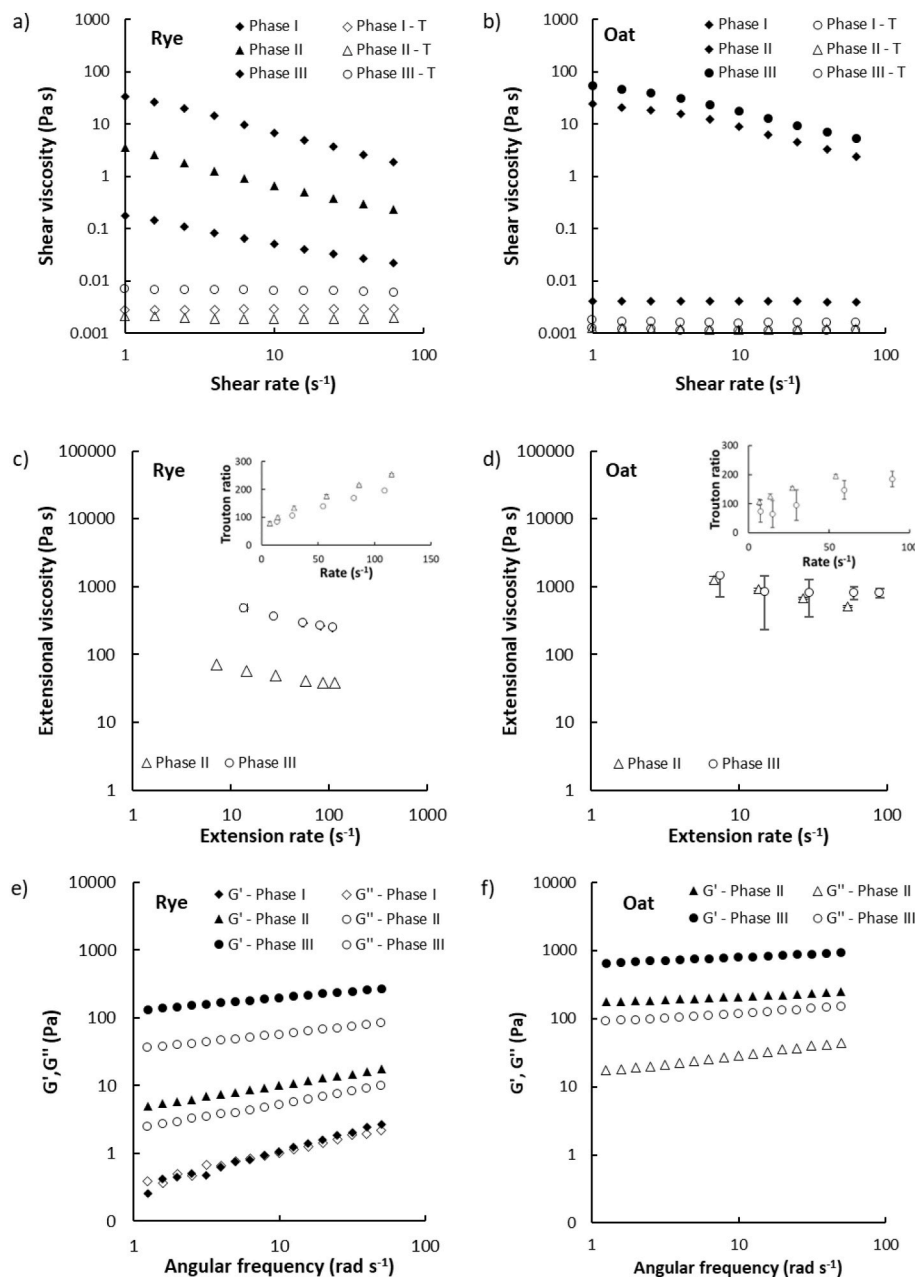 a)
Rye
Phase I
Phase I - T
Phase II
Phase II - T
Phase III
Phase III - T
1000
100
10
1
0.1
0.01
0.001
Shear viscosity (Pa s)
1
10
100
Shear rate (s⁻¹)
b)
Oat
Phase I
Phase I - T
Phase II
Phase II - T
Phase III
Phase III - T
1000
100
10
1
0.1
0.01
0.001
Shear viscosity (Pa s)
1
10
100
Shear rate (s⁻¹)
c)
Rye
100000
10000
1000
100
10
1
Extensional viscosity (Pa s)
Trouton ratio
300
200
100
0
0
50
100
150
Rate (s⁻¹)
Phase II
Phase III
1
10
100
1000
Extension rate (s⁻¹)
d)
Oat
100000
10000
1000
100
10
1
Extensional viscosity (Pa s)
Trouton ratio
300
200
100
0
0
50
100
Rate (s⁻¹)
Phase II
Phase III
1
10
100
Extension rate (s⁻¹)
e)
Rye
G' - Phase I
G'' - Phase I
G' - Phase II
G'' - Phase II
G' - Phase III
G'' - Phase III
10000
1000
100
10
1
0
G',G'' (Pa)
1
10
100
Angular frequency (rad s⁻¹)
f)
Oat
G' - Phase II
G'' - Phase II
G' - Phase III
G'' - Phase III
10000
1000
100
10
1
0
G', G'' (Pa)
1
10
100
Angular frequency (rad s⁻¹)